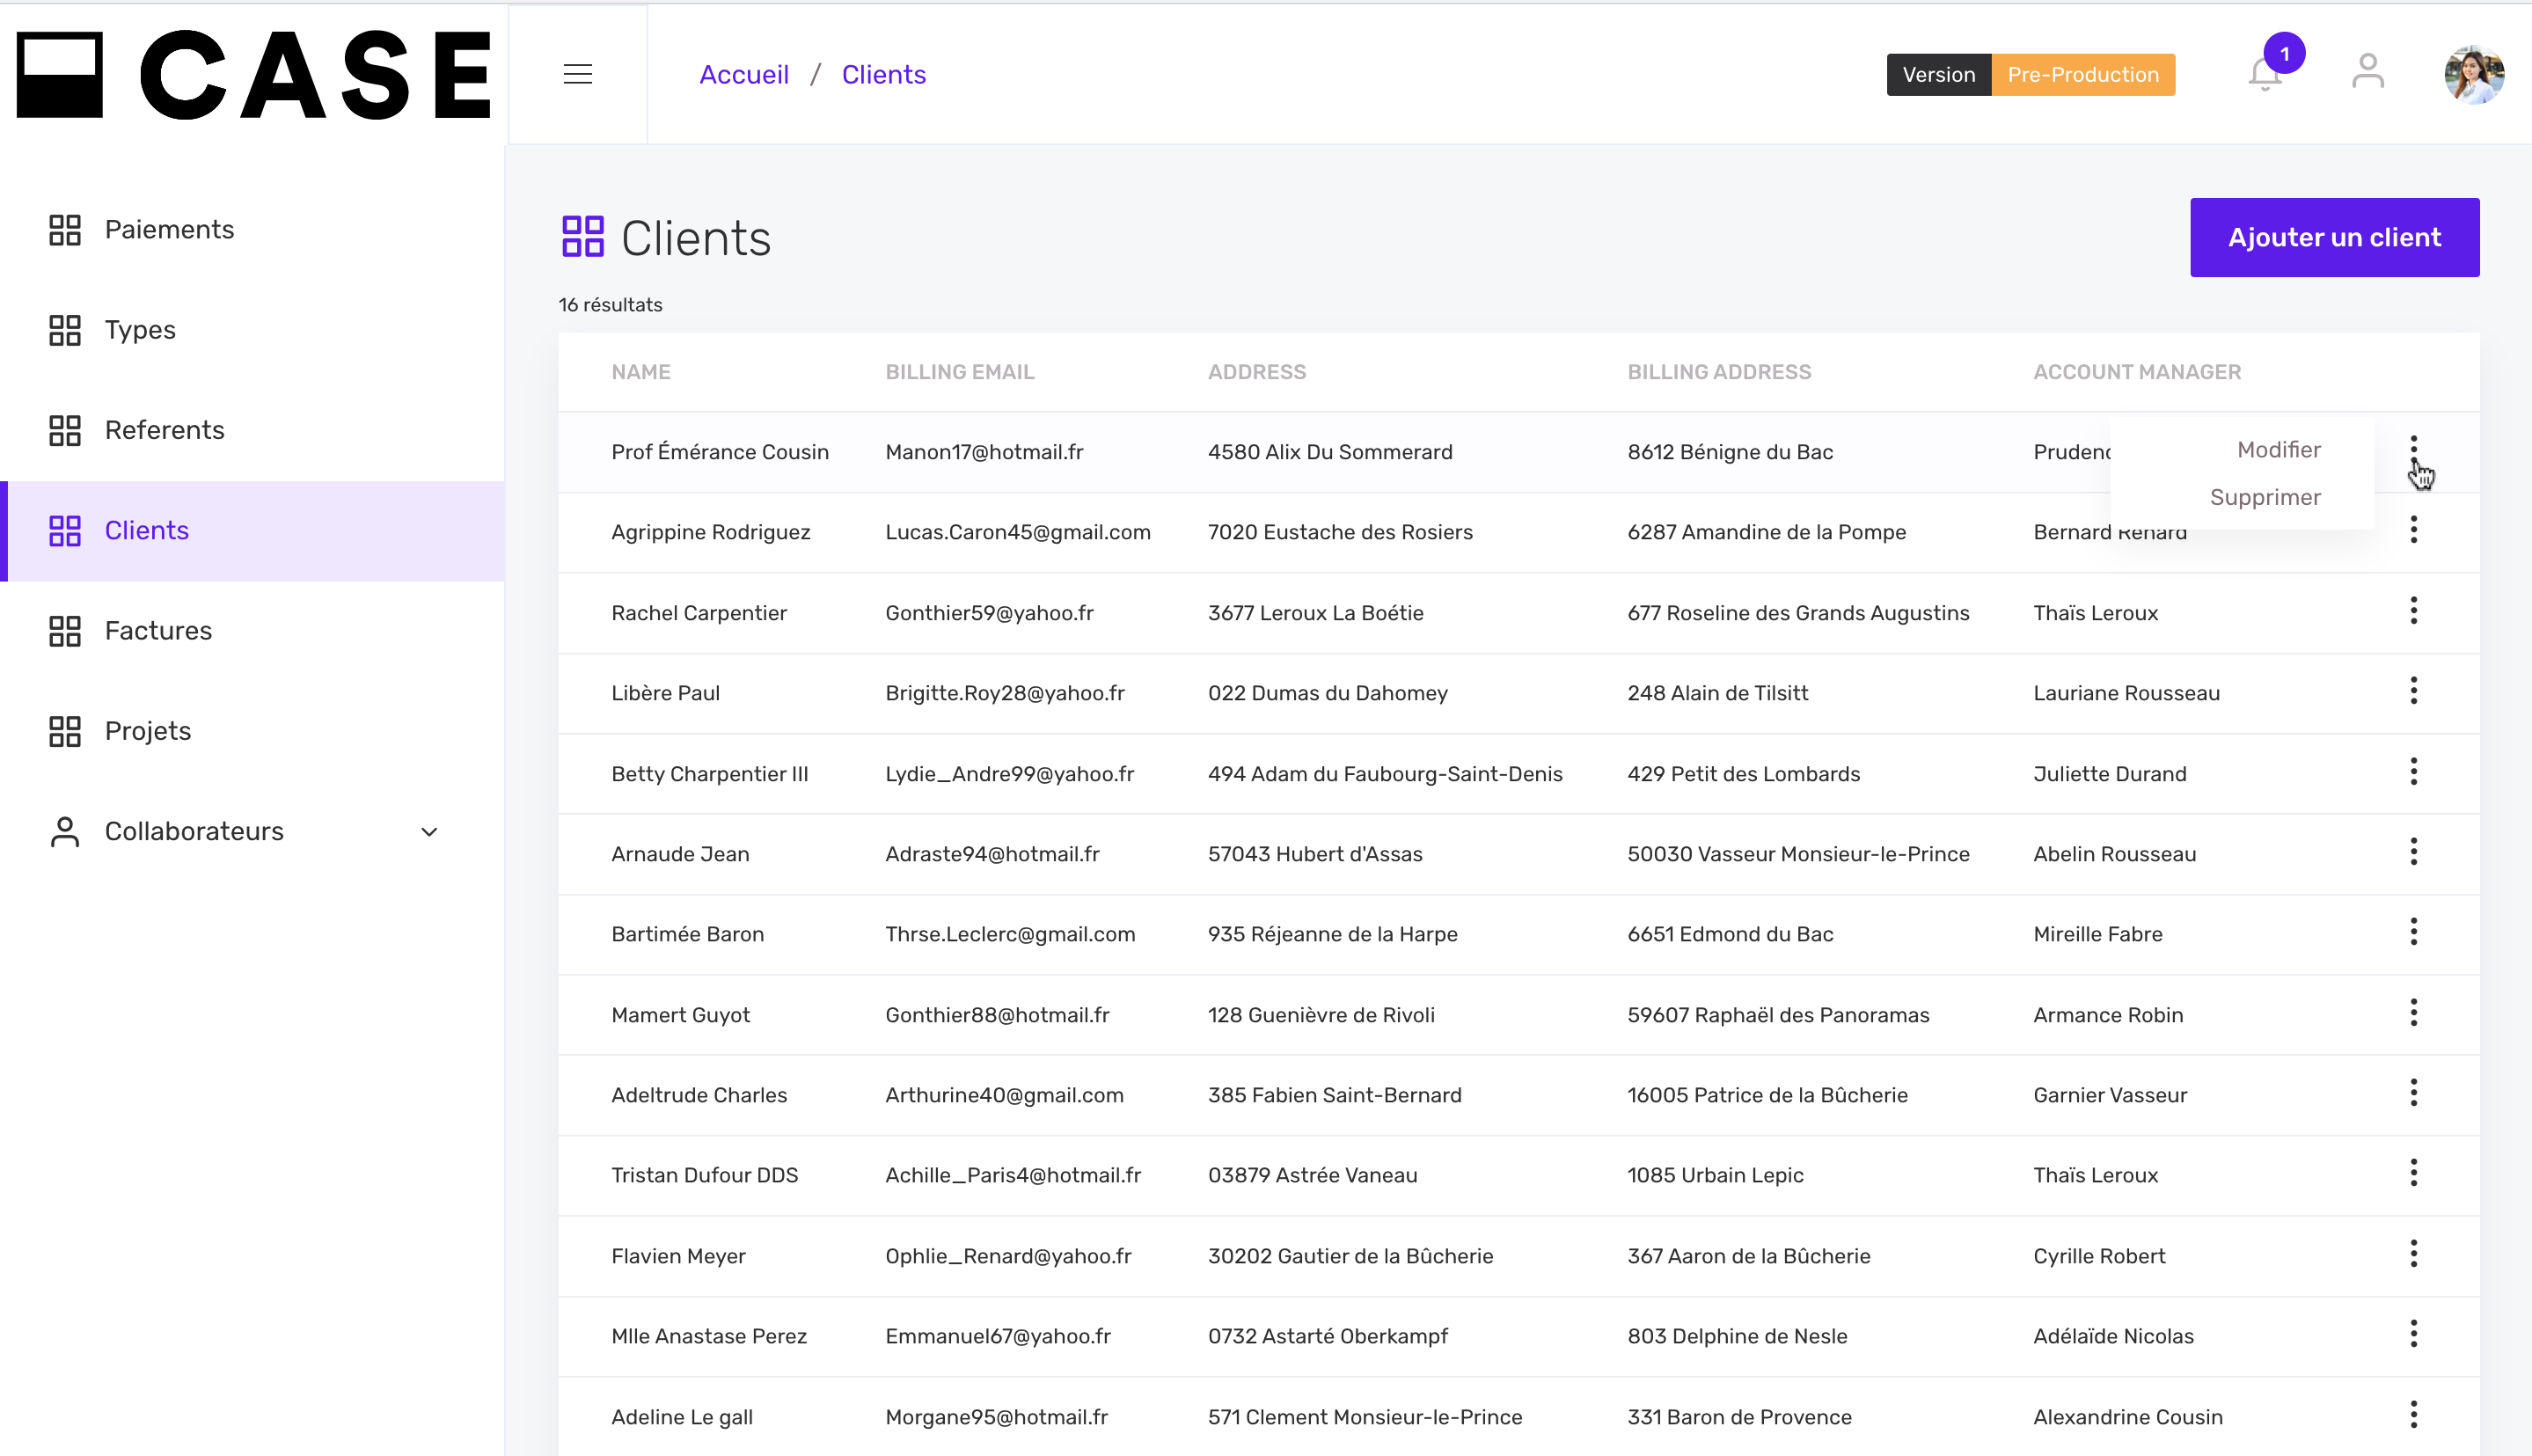 CASE
Accueil / Clients
Version Pre-Production
1
Paiements
Types
Referents
Clients
Factures
Projets
Collaborateurs
Clients
Ajouter un client
16 résultats
NAME BILLING EMAIL ADDRESS BILLING ADDRESS ACCOUNT MANAGER
Prof Émérance Cousin Manon17@hotmail.fr 4580 Alix Du Sommerard 8612 Bénigne du Bac
Modifier
Supprimer
Agrippine Rodriguez Lucas.Caron45@gmail.com 7020 Eustache des Rosiers 6287 Amandine de la Pompe Bernard Renard
Rachel Carpentier Gonthier59@yahoo.fr 3677 Leroux La Boétie 677 Roseline des Grands Augustins Thaïs Leroux
Libère Paul Brigitte.Roy28@yahoo.fr 022 Dumas du Dahomey 248 Alain de Tilsitt Lauriane Rousseau
Betty Charpentier III Lydie_Andre99@yahoo.fr 494 Adam du Faubourg-Saint-Denis 429 Petit des Lombards Juliette Durand
Arnaude Jean Adraste94@hotmail.fr 57043 Hubert d'Assas 50030 Vasseur Monsieur-le-Prince Abelin Rousseau
Bartimée Baron Thrse.Leclerc@gmail.com 935 Réjeanne de la Harpe 6651 Edmond du Bac Mireille Fabre
Mamert Guyot Gonthier88@hotmail.fr 128 Guenièvre de Rivoli 59607 Raphaël des Panoramas Armance Robin
Adeltrude Charles Arthurine40@gmail.com 385 Fabien Saint-Bernard 16005 Patrice de la Bûcherie Garnier Vasseur
Tristan Dufour DDS Achille_Paris4@hotmail.fr 03879 Astrée Vaneau 1085 Urbain Lepic Thaïs Leroux
Flavien Meyer Ophlie_Renard@yahoo.fr 30202 Gautier de la Bûcherie 367 Aaron de la Bûcherie Cyrille Robert
Mlle Anastase Perez Emmanuel67@yahoo.fr 0732 Astarté Oberkampf 803 Delphine de Nesle Adélaïde Nicolas
Adeline Le gall Morgane95@hotmail.fr 571 Clement Monsieur-le-Prince 331 Baron de Provence Alexandrine Cousin